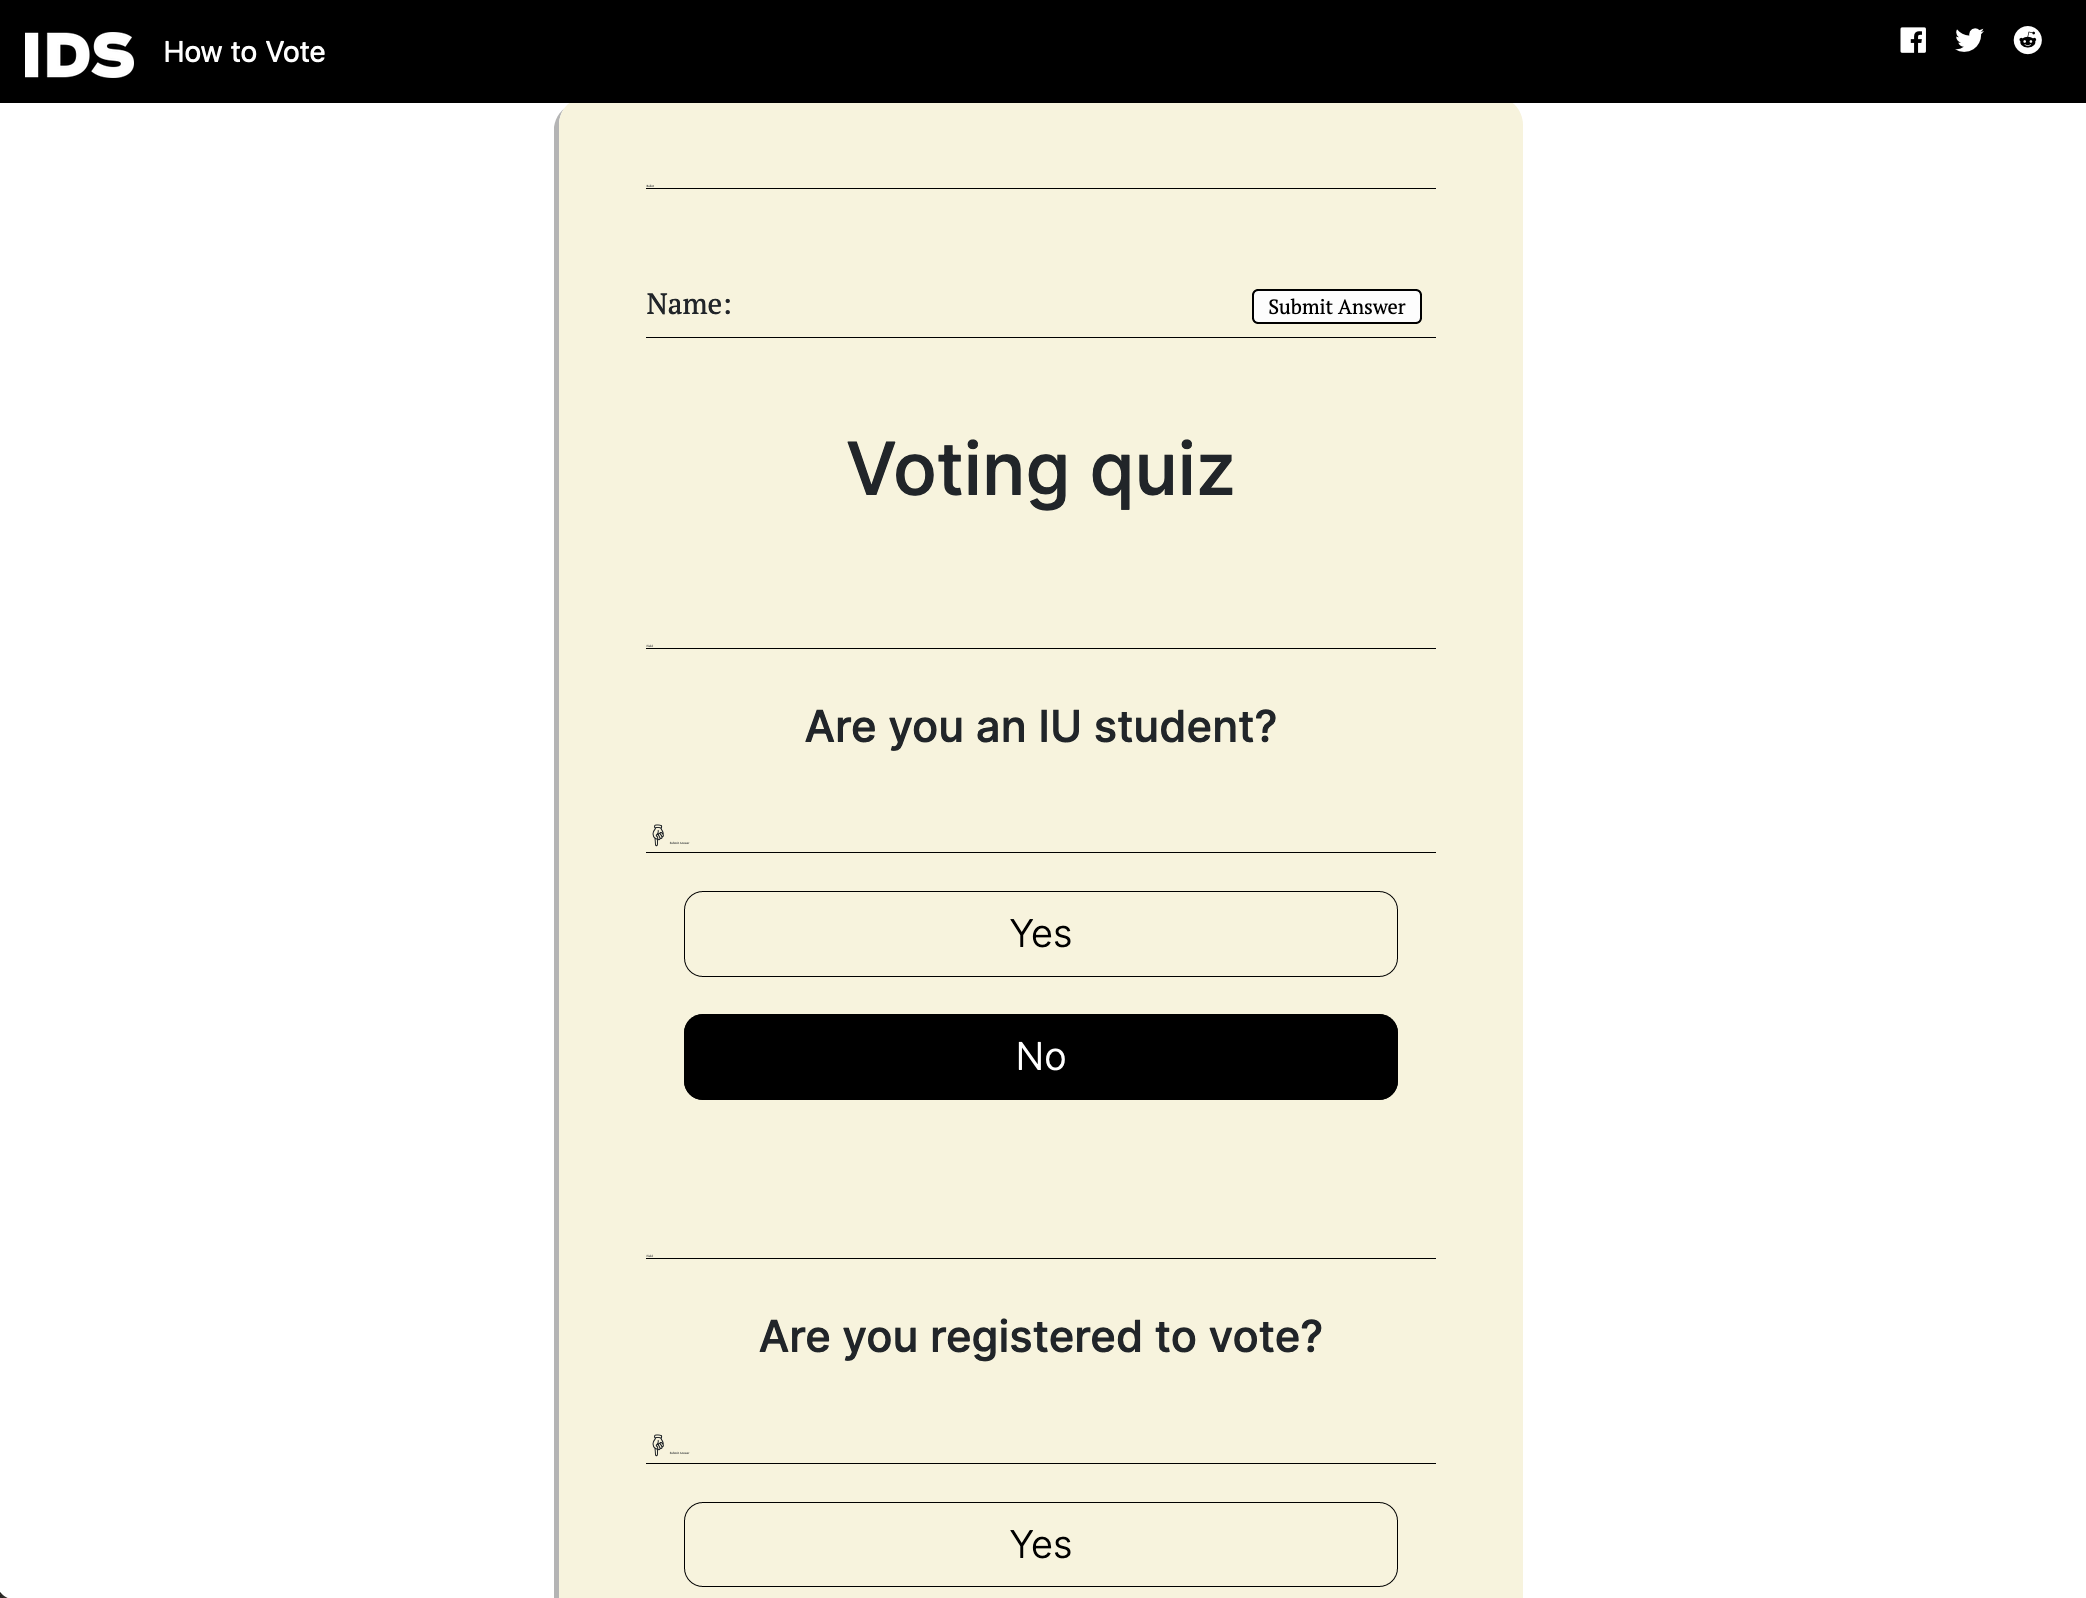 IDS How to Vote
Name:
Submit Answer
Voting quiz
Are you an IU student?
Yes
No
Are you registered to vote?
Yes